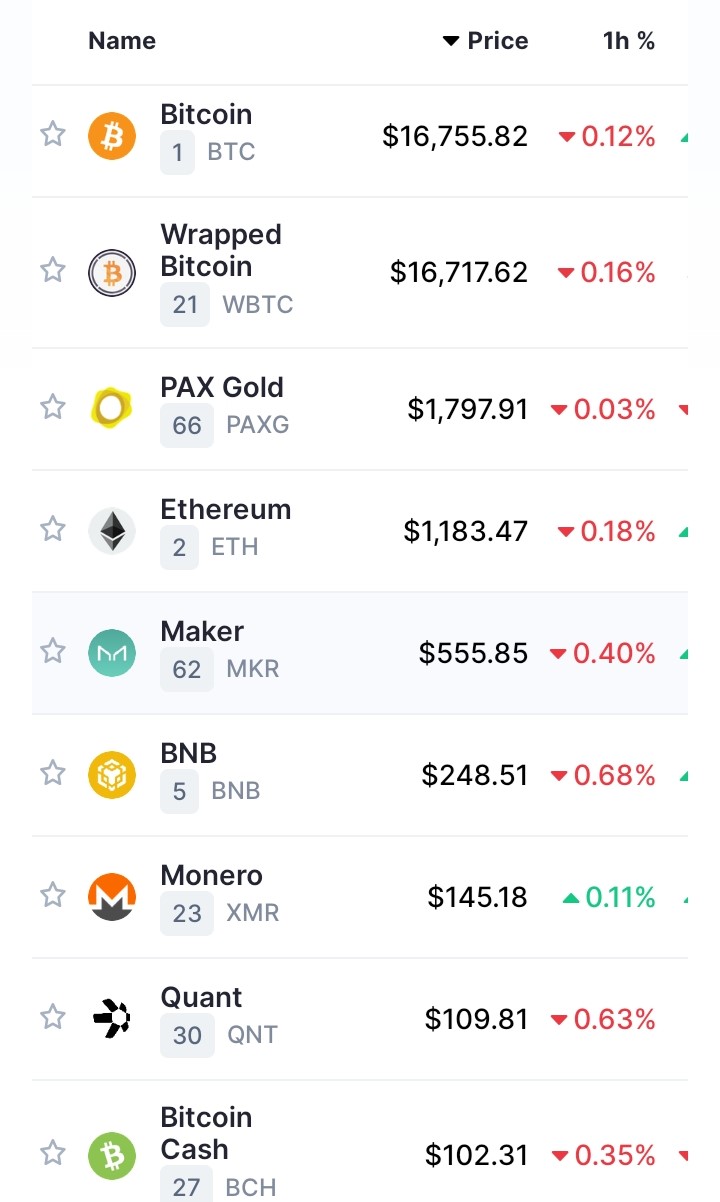 Name Price 1h %
Bitcoin
1 BTC $16,755.82 0.12%
Wrapped
Bitcoin
21 WBTC $16,717.62 0.16%
PAX Gold
66 PAXG $1,797.91 0.03%
Ethereum
2 ETH $1,183.47 0.18%
Maker
62 MKR $555.85 0.40%
BNB
5 BNB $248.51 0.68%
Monero
23 XMR $145.18 0.11%
Quant
30 QNT $109.81 0.63%
Bitcoin
Cash
27 BCH $102.31 0.35%